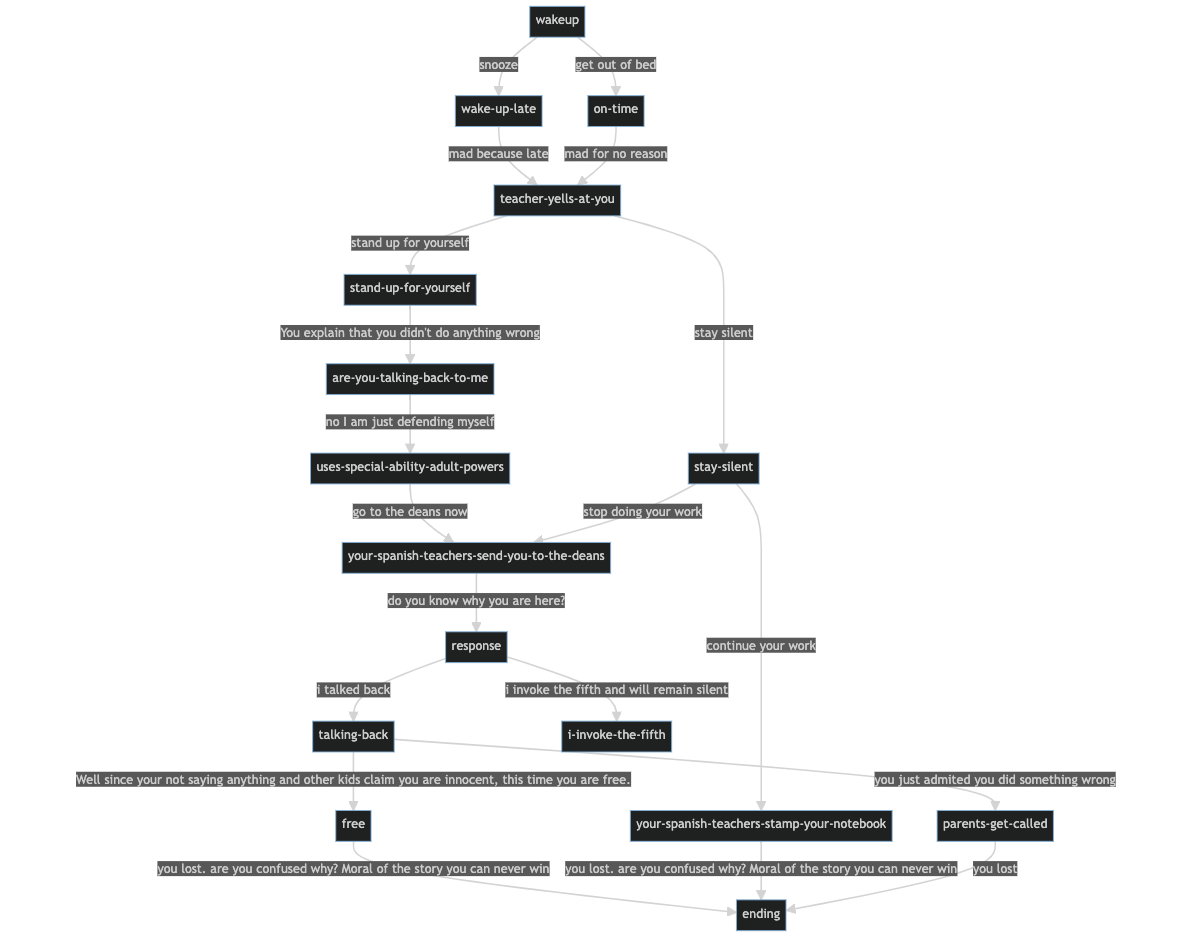 wakeup
snooze
get out of bed
wake-up-late
on-time
mad because late
mad for no reason
teacher-yells-at-you
stand up for yourself
stand-up-for-yourself
You explain that you didn't do anything wrong
stay silent
are-you-talking-back-to-me
no I am just defending myself
uses-special-ability-adult-powers
stay-silent
go to the deans now
stop doing your work
your-spanish-teachers-send-you-to-the-deans
do you know why you are here?
response
continue your work
i talked back
i invoke the fifth and will remain silent
talking-back
i-invoke-the-fifth
Well since your not saying anything and other kids claim you are innocent, this time you are free.
you just admited you did something wrong
free
your-spanish-teachers-stamp-your-notebook
parents-get-called
you lost. are you confused why? Moral of the story you can never win
you lost. are you confused why? Moral of the story you can never win
you lost
ending